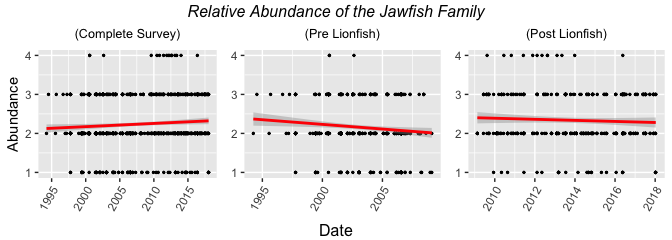 Relative Abundance of the Jawfish Family
(Complete Survey) (Pre Lionfish) (Post Lionfish)
Abundance
4
3
2
1
4
3
2
1
4
3
2
1
1995 2000 2005 2010 2015
1995 2000 2005
2010 2012 2014 2016 2018
Date